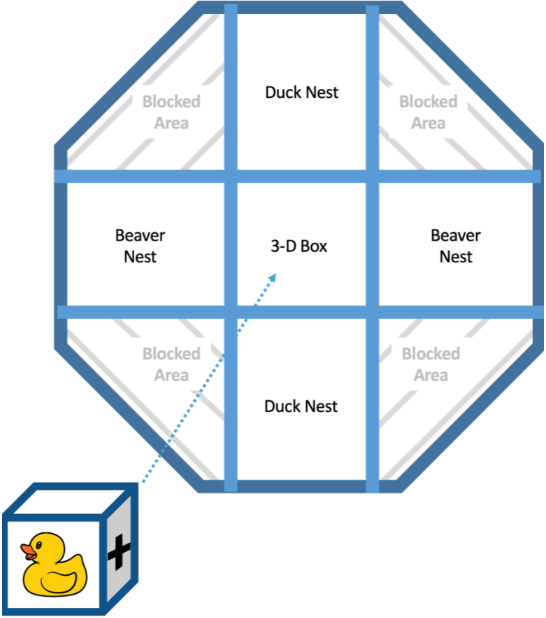 Duck Nest
Blocked
Area
Blocked
Area
Beaver
Nest
3-D Box
Beaver
Nest
Blocked
Area
Blocked
Area
Duck Nest
+